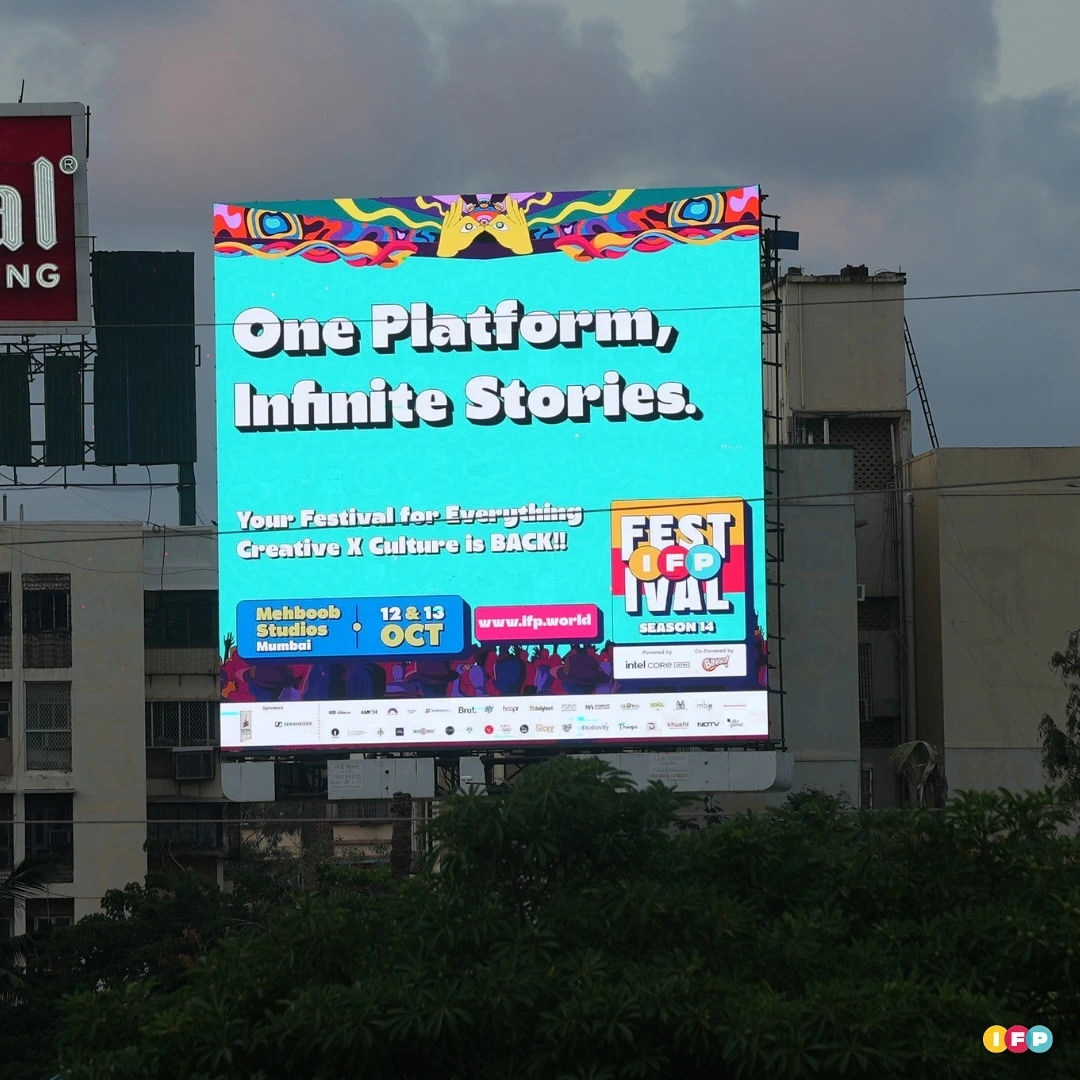 al®
NG
One Platform,
Infinite Stories.
Your Festival for Everything
Creative X Culture is BACK!!
Mehboob
Studios
Mumbai
12 & 13
OCT
www.ifp.world
FEST
IFP
IVAL
SEASON 14
Powered by
Co-Powered by
intel CORE
BINGO!
Sponsors
SENNHEISER
Brut.
hoopr
NDTV
khushi
IFP